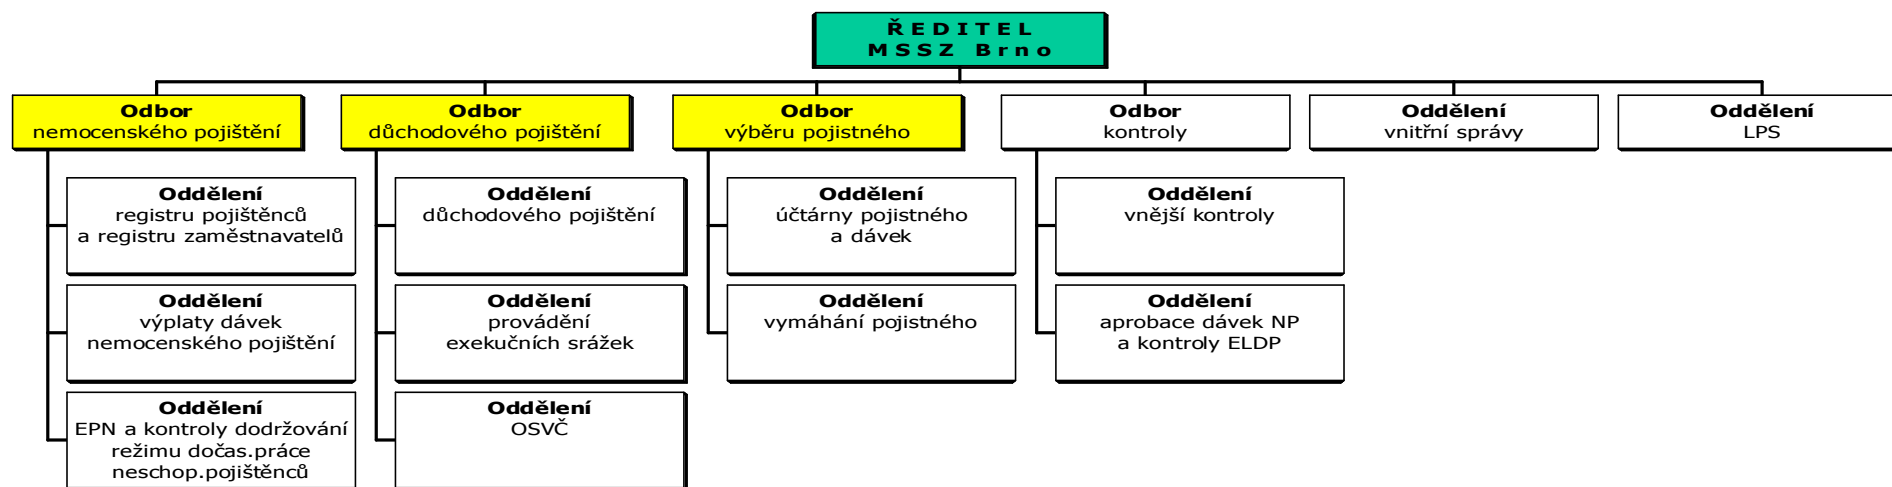 ŘEDITEL
MSSZ Brno
Odbor
nemocenského pojištění
Odbor
důchodového pojištění
Odbor
výběru pojistného
Odbor
kontroly
Oddělení
vnitřní správy
Oddělení
LPS
Oddělení
registru pojištěnců
a registru zaměstnavatelů
Oddělení
důchodového pojištění
Oddělení
účtárny pojistného
a dávek
Oddělení
vnější kontroly
Oddělení
výplaty dávek
nemocenského pojištění
Oddělení
provádění
exekučních srážek
Oddělení
vymáhání pojistného
Oddělení
aprobace dávek NP
a kontroly ELDP
Oddělení
EPN a kontroly dodržování
režimu dočas.práce
neschop.pojištěnců
Oddělení
OSVČ